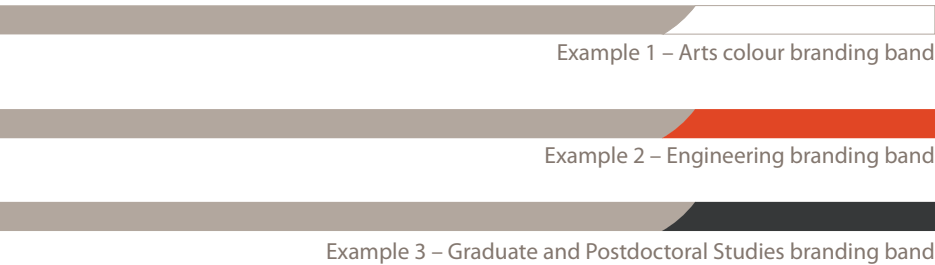 Example 1 – Arts colour branding band
Example 2 – Engineering branding band
Example 3 – Graduate and Postdoctoral Studies branding band